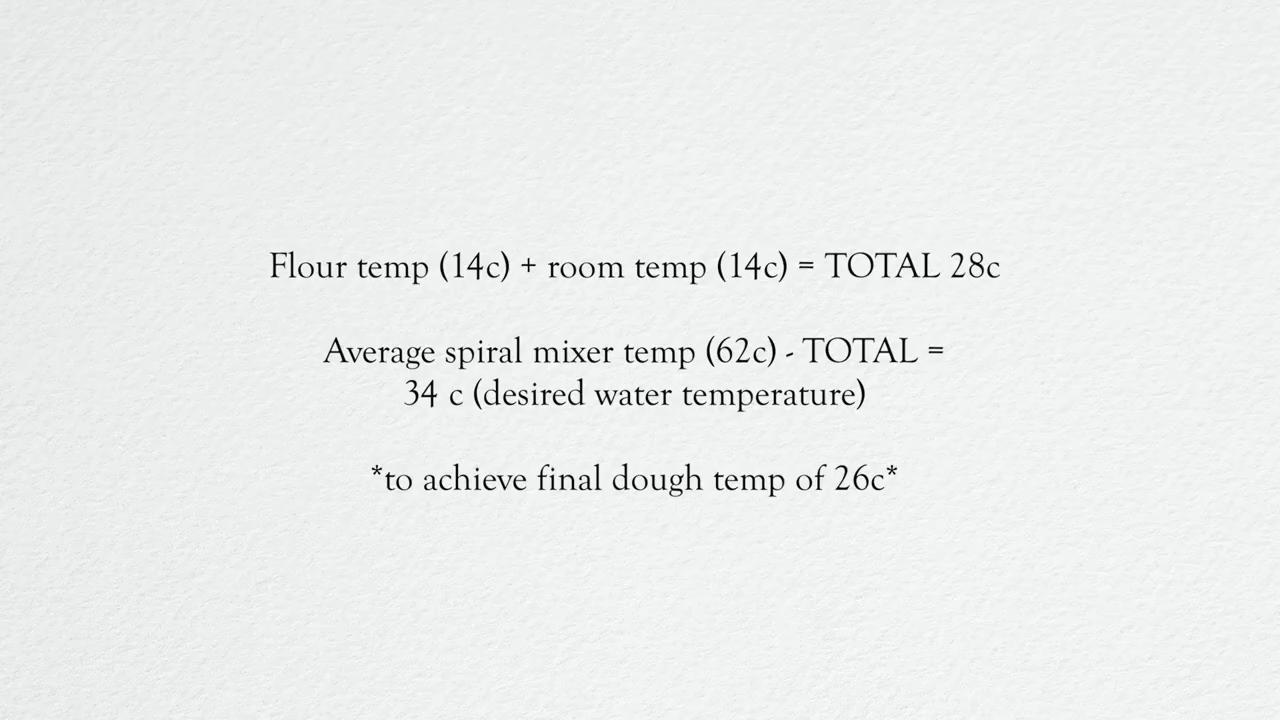 Flour temp (14c) + room temp (14c) = TOTAL 28c
Average spiral mixer temp (62c) - TOTAL =
34 c (desired water temperature)
*to achieve final dough temp of 26c*